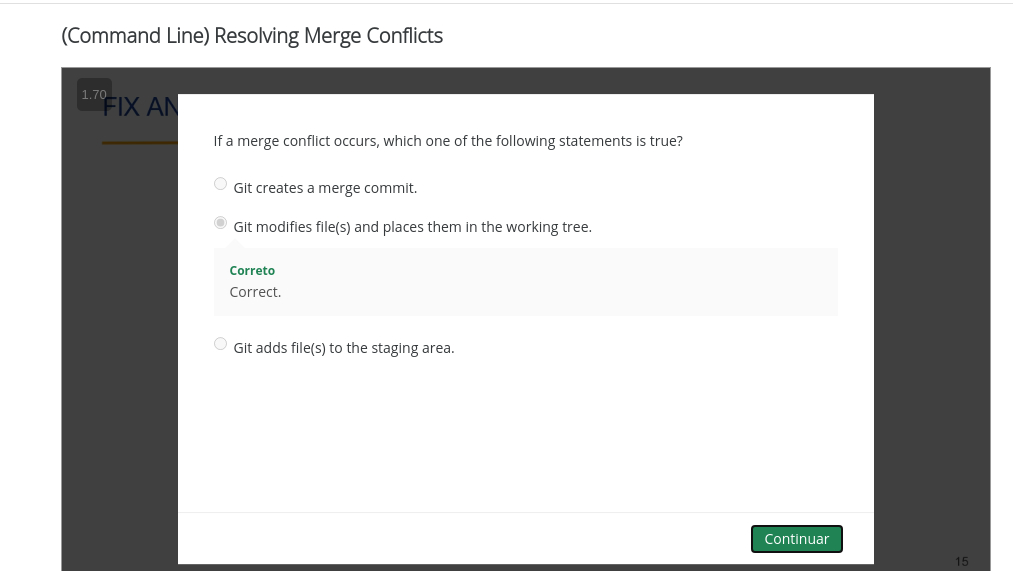 (Command Line) Resolving Merge Conflicts
1.70
FIX AN
If a merge conflict occurs, which one of the following statements is true?
Git creates a merge commit.
Git modifies file(s) and places them in the working tree.
Correto
Correct.
Git adds file(s) to the staging area.
Continuar
15